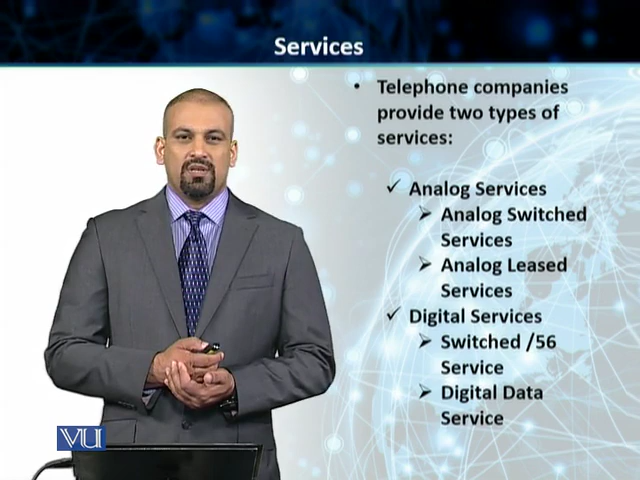 Services
• Telephone companies
provide two types of
services:
✓ Analog Services
➢ Analog Switched
Services
➢ Analog Leased
Services
✓ Digital Services
➢ Switched /56
Service
➢ Digital Data
Service
VU